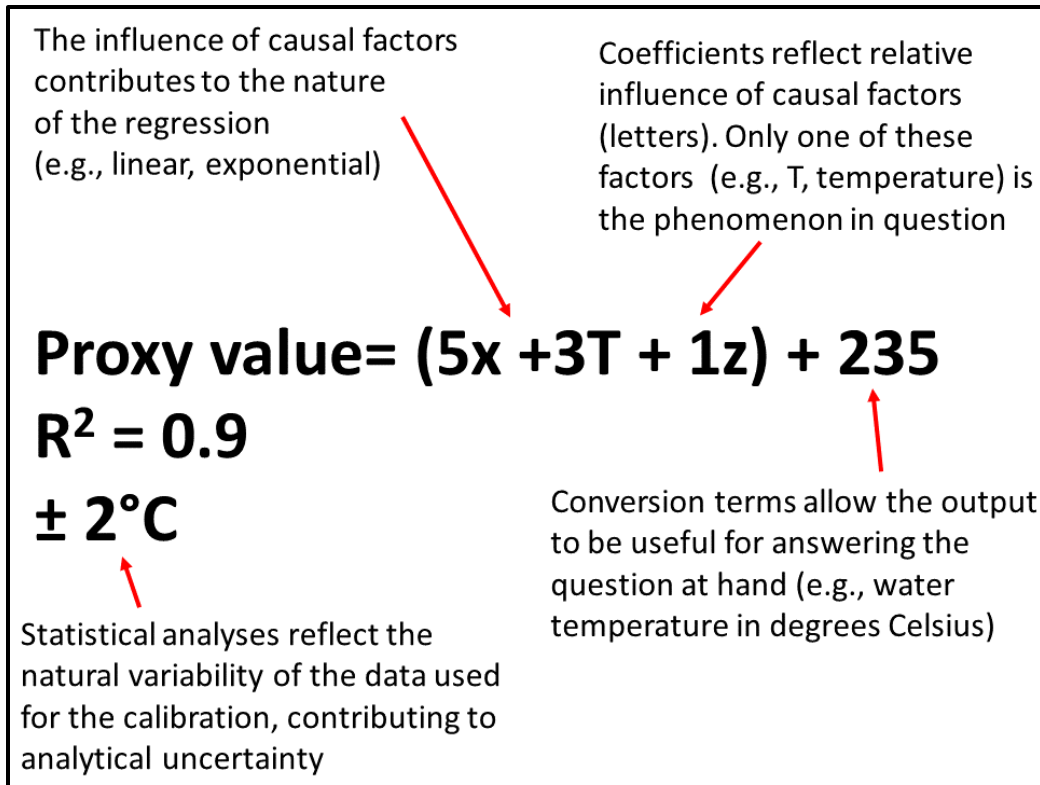 The influence of causal factors
contributes to the nature
of the regression
(e.g., linear, exponential)
Coefficients reflect relative
influence of causal factors
(letters). Only one of these
factors  (e.g., T, temperature) is
the phenomenon in question
Proxy value= (5x +3T + 1z) + 235
R² = 0.9
± 2°C
Conversion terms allow the output
to be useful for answering the
question at hand (e.g., water
temperature in degrees Celsius)
Statistical analyses reflect the
natural variability of the data used
for the calibration, contributing to
analytical uncertainty